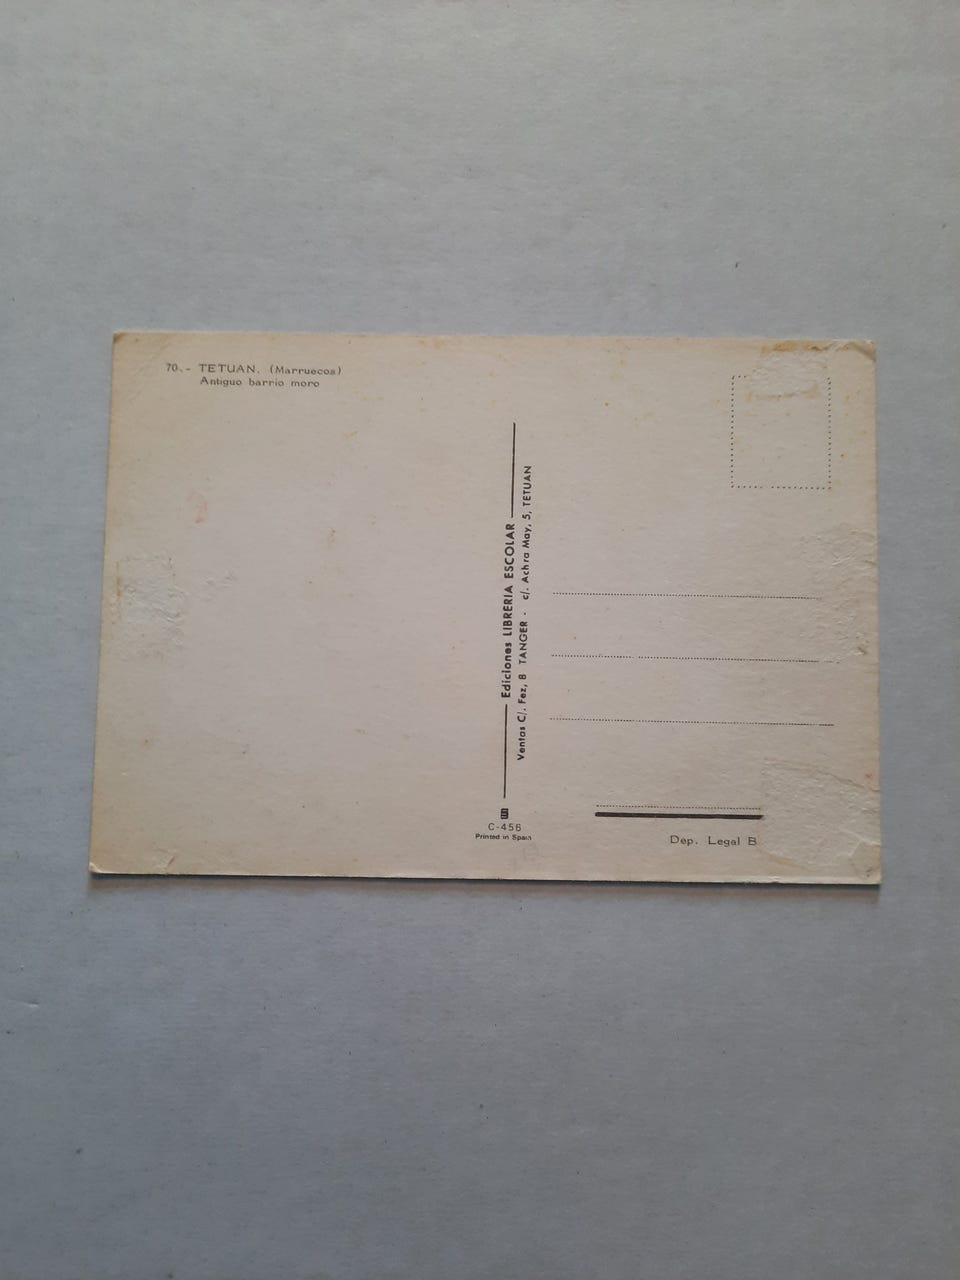 70.- TETUAN. (Marruecos)
Antiguo barrio moro
Ediciones LIBRERIA ESCOLAR
Ventas C/. Fez, 8 TANGER - c/. Achra May, 5, TETUAN
C-456
Printed in Spain
Dep. Legal B